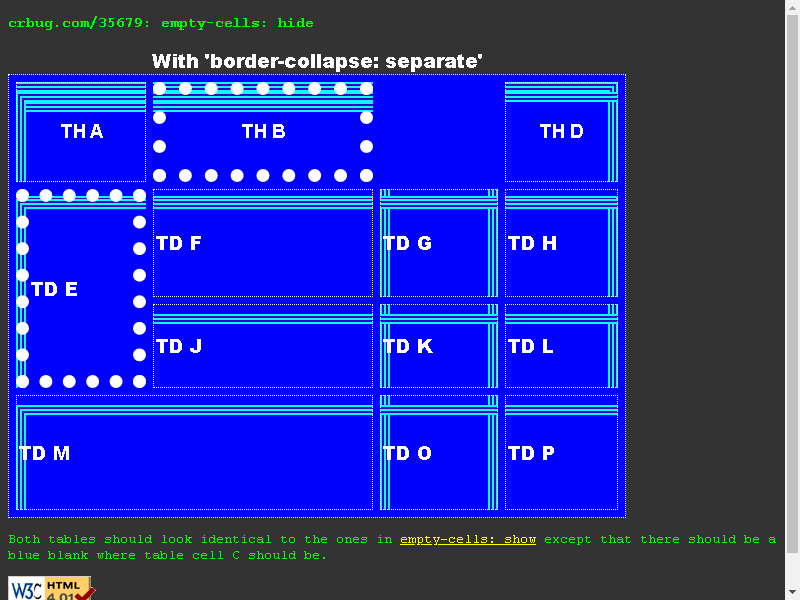 crbug.com/35679: empty-cells: hide
With 'border-collapse: separate'
TH A TH B TH D
TD E
TD F TD G TD H
TD J TD K TD L
TD M TD O TD P
Both tables should look identical to the ones in empty-cells: show except that there should be a
blue blank where table cell C should be.
W3C HTML
4.01